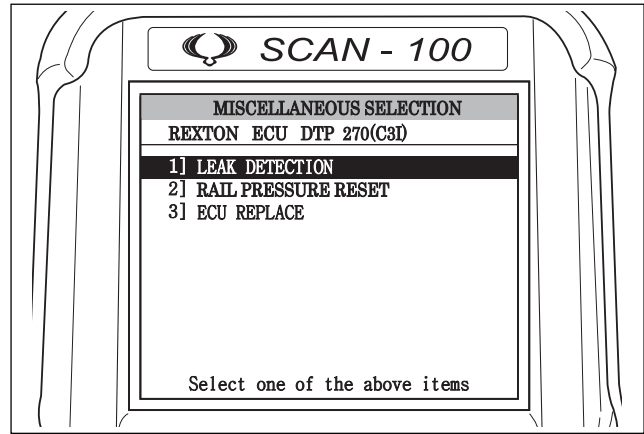 SCAN - 100
MISCELLANEOUS SELECTION
REXTON ECU DTP 270(C3I)
1] LEAK DETECTION
2] RAIL PRESSURE RESET
3] ECU REPLACE
Select one of the above items